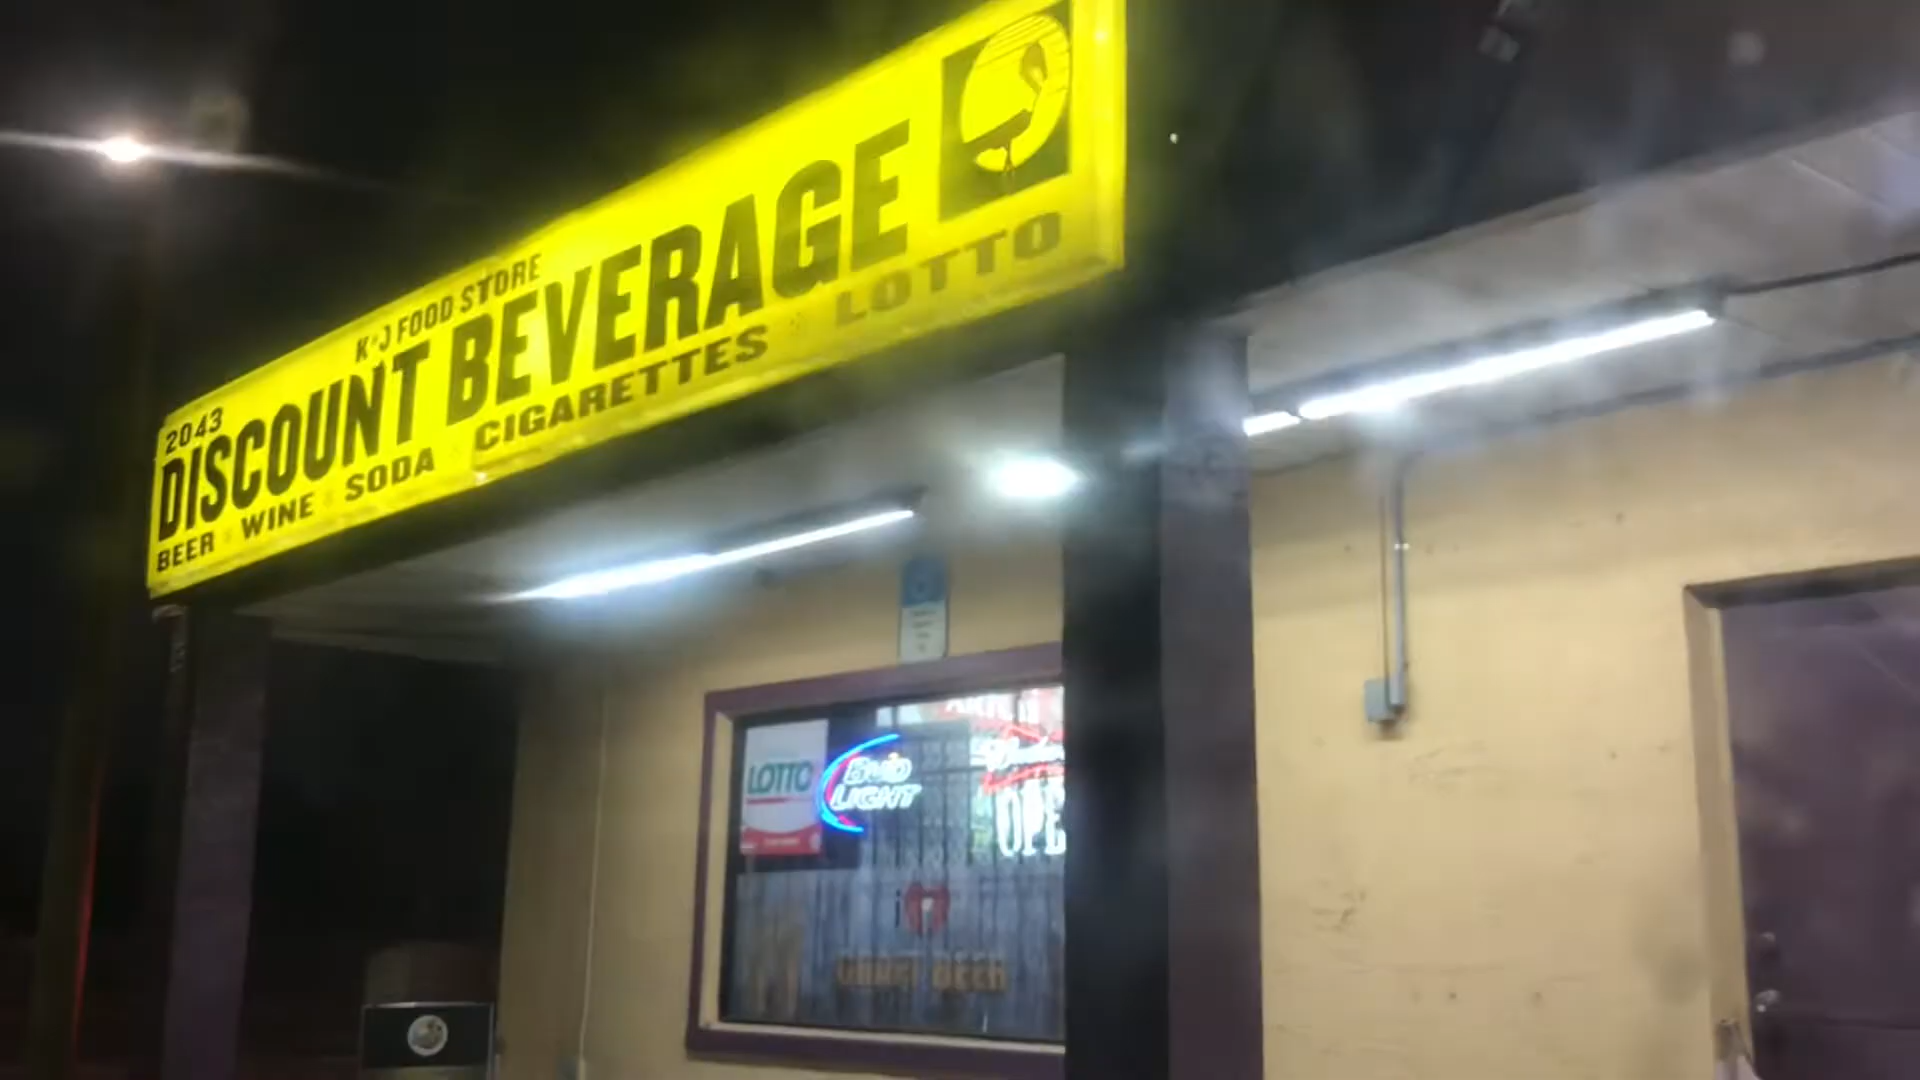 K&J FOOD STORE
2043
DISCOUNT BEVERAGE
BEER WINE SODA CIGARETTES LOTTO
LOTTO
BUD
LIGHT
OPE